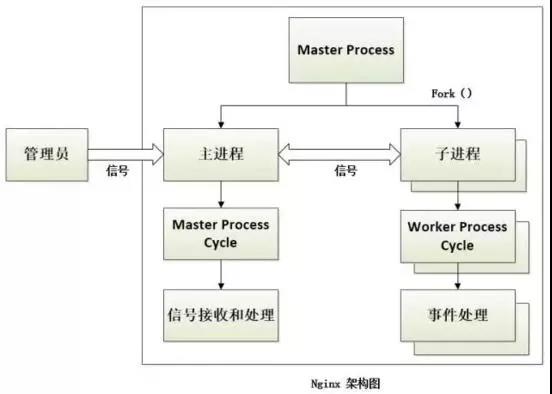 Master Process
Fork（）
管理员
信号
主进程
信号
子进程
Master Process
Cycle
Worker Process
Cycle
信号接收和处理
事件处理
Nginx 架构图